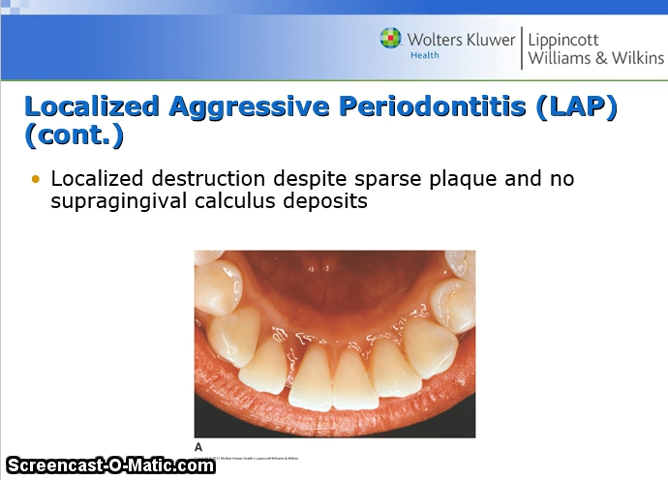 Wolters Kluwer
Health
Lippincott
Williams & Wilkins
Localized Aggressive Periodontitis (LAP)
(cont.)
• Localized destruction despite sparse plaque and no
supragingival calculus deposits
A
Screencast-O-Matic.com